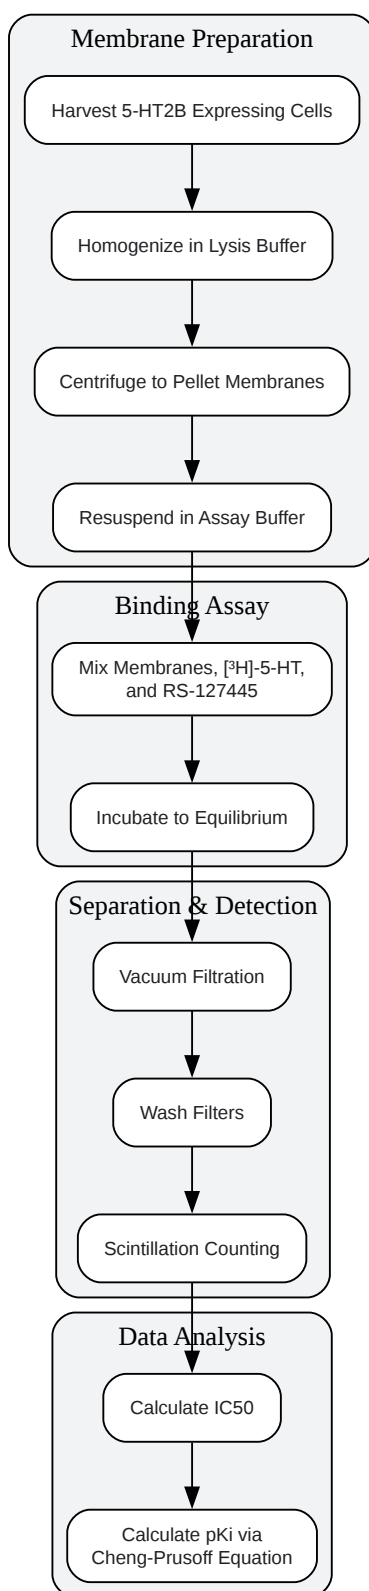 Membrane Preparation
Harvest 5-HT2B Expressing Cells
Homogenize in Lysis Buffer
Centrifuge to Pellet Membranes
Resuspend in Assay Buffer
Binding Assay
Mix Membranes, [³H]-5-HT,
and RS-127445
Incubate to Equilibrium
Separation & Detection
Vacuum Filtration
Wash Filters
Scintillation Counting
Data Analysis
Calculate IC50
Calculate pKi via
Cheng-Prusoff Equation